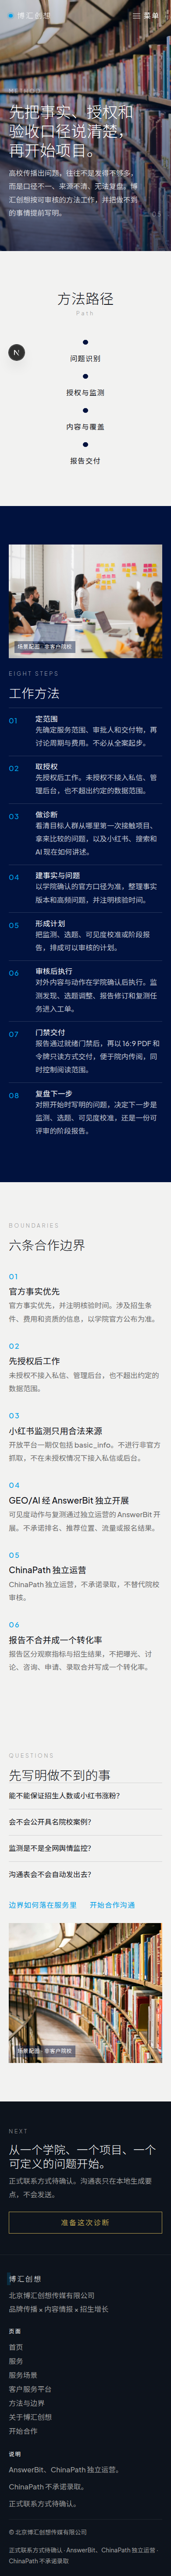 博汇创想
菜单
METHOD
先把事实、授权和
验收口径说清楚，
再开始项目。
高校传播出问题，往往不是发得不够多，
而是口径不一、来源不清、无法复盘。博
汇创想按可审核的方法工作，并把做不到
的事情提前写明。
方法路径
Path
N
问题识别
授权与监测
内容与覆盖
报告交付
场景配图 · 非客户院校
EIGHT STEPS
工作方法
01
定范围
先确定服务范围、审批人和交付物，再
讨论周期与费用。不必从全案起步。
02
取授权
先授权后工作。未授权不接入私信、管
理后台，也不超出约定的数据范围。
03
做诊断
看清目标人群从哪里第一次接触项目、
拿来比较的问题，以及小红书、搜索和
AI 现在如何讲述。
04
建事实与问题
以学院确认的官方口径为准，整理事实
版本和高频问题，并注明核验时间。
05
形成计划
把监测、选题、可见度校准或阶段报
告，排成可以审核的计划。
06
审核后执行
对外内容与动作在学院确认后执行。监
测发现、选题调整、报告修订和复测任
务进入工单。
07
门禁交付
报告通过就绪门禁后，再以 16:9 PDF 和
令牌只读方式交付，便于院内传阅，同
时控制阅读范围。
08
复盘下一步
对照开始时写明的问题，决定下一步是
监测、选题、可见度校准，还是一份可
评审的阶段报告。
BOUNDARIES
六条合作边界
01
官方事实优先
官方事实优先，并注明核验时间。涉及招生条
件、费用和资质的信息，以学院官方公布为准。
02
先授权后工作
未授权不接入私信、管理后台，也不超出约定的
数据范围。
03
小红书监测只用合法来源
开放平台一期仅包括 basic_info。不进行非官方
抓取，不在未授权情况下接入私信或后台。
04
GEO/AI 经 AnswerBit 独立开展
可见度动作与复测通过独立运营的 AnswerBit 开
展。不承诺排名、推荐位置、流量或报名结果。
05
ChinaPath 独立运营
ChinaPath 独立运营，不承诺录取，不替代院校
审核。
06
报告不合并成一个转化率
报告区分观察指标与招生结果，不把曝光、讨
论、咨询、申请、录取合并写成一个转化率。
QUESTIONS
先写明做不到的事
能不能保证招生人数或小红书涨粉？
会不会公开具名院校案例？
监测是不是全网舆情监控？
沟通表会不会自动发出去？
边界如何落在服务里
开始合作沟通
场景配图 · 非客户院校
NEXT
从一个学院、一个项目、一个
可定义的问题开始。
正式联系方式待确认。沟通表只在本地生成要
点，不会发送。
准备这次诊断
博汇创想
北京博汇创想传媒有限公司
品牌传播 × 内容情报 × 招生增长
页面
首页
服务
服务场景
客户服务平台
方法与边界
关于博汇创想
开始合作
说明
AnswerBit、ChinaPath 独立运营。
ChinaPath 不承诺录取。
正式联系方式待确认。
© 北京博汇创想传媒有限公司
正式联系方式待确认 · AnswerBit、ChinaPath 独立运营 ·
ChinaPath 不承诺录取